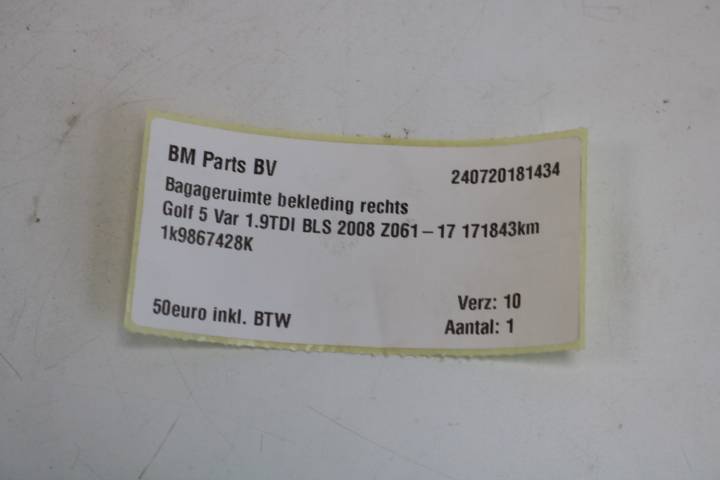 BM Parts BV 240720181434
Bagageruimte bekleding rechts
Golf 5 Var 1.9TDI BLS 2008 Z061-17 171843km
1k9867428K
50euro inkl. BTW Verz: 10
Aantal: 1